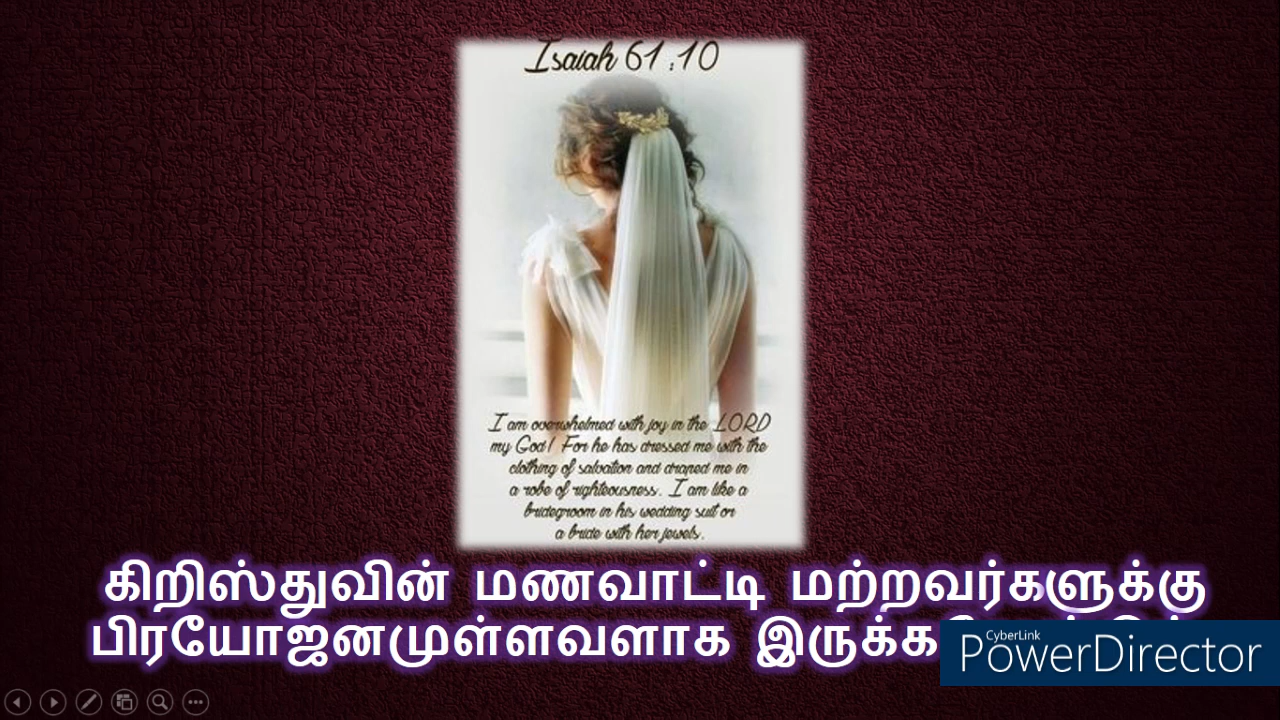 Isaiah 61:10
I am overwhelmed with joy in the LORD
my God! For he has dressed me with the
clothing of salvation and draped me in
a robe of righteousness. I am like a
bridegroom in his wedding suit or
a bride with her jewels.
கிறிஸ்துவின் மணவாட்டி மற்றவர்களுக்கு
பிரயோஜனமுள்ளவளாக
CyberLink
PowerDirector